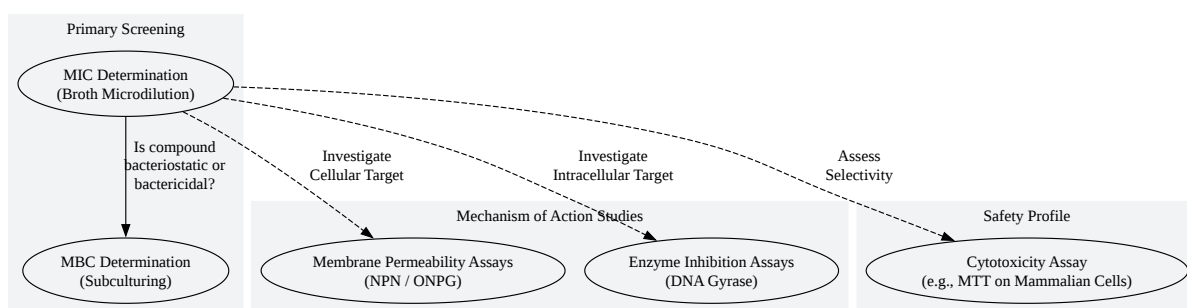 Primary Screening
MIC Determination
(Broth Microdilution)
Is compound
bacteriostatic or
bactericidal?
Investigate
Cellular Target
Investigate
Intracellular Target
Assess
Selectivity
Mechanism of Action Studies
Safety Profile
MBC Determination
(Subculturing)
Membrane Permeability Assays
(NPN / ONPG)
Enzyme Inhibition Assays
(DNA Gyrase)
Cytotoxicity Assay
(e.g., MTT on Mammalian Cells)